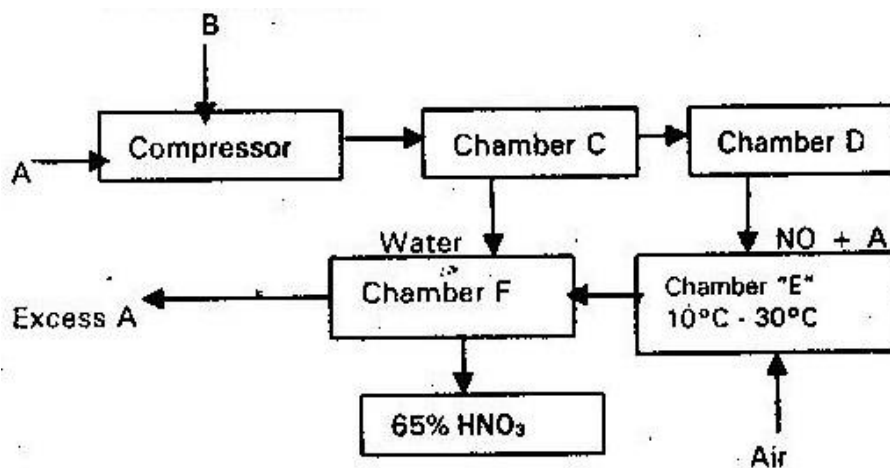 B
Compressor
Chamber C
Chamber D
A
Water
NO + A
Chamber F
Chamber "E"
10°C - 30°C
Excess A
65% HNO₃
Air